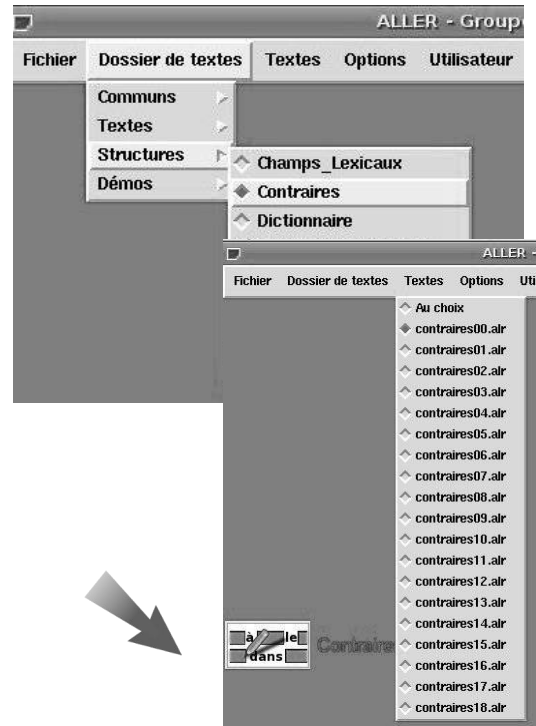 ALLER - Groupe
Fichier Dossier de textes Textes Options Utilisateur
Communs
Textes
Structures
Démos
Champs_Lexicaux
Contraires
Dictionnaire
ALLER -
Fichier Dossier de textes Textes Options Uti
Au choix
contraires00.alr
contraires01.alr
contraires02.alr
contraires03.alr
contraires04.alr
contraires05.alr
contraires06.alr
contraires07.alr
contraires08.alr
contraires09.alr
contraires10.alr
contraires11.alr
contraires12.alr
contraires13.alr
contraires14.alr
contraires15.alr
contraires16.alr
contraires17.alr
contraires18.alr
à le
dans
Contraire